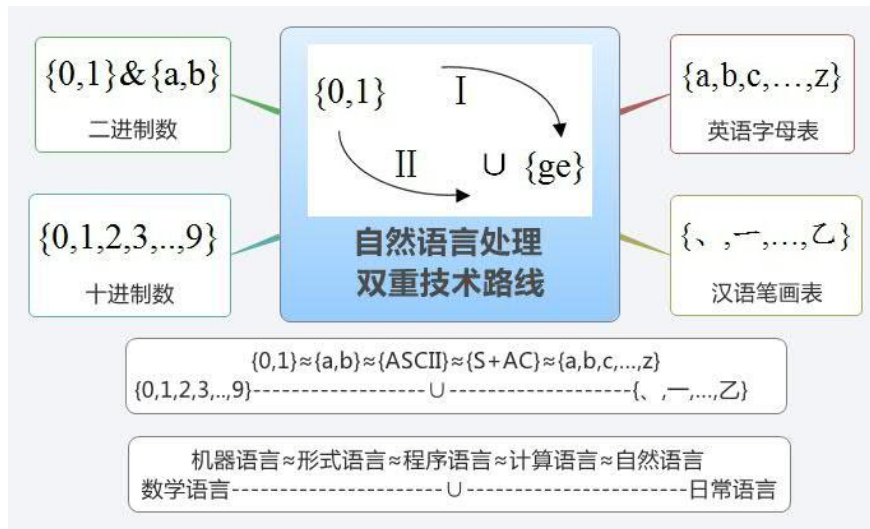 {0,1}&{a,b}
二进制数
{0,1,2,3,..,9}
十进制数
{0,1}
I
II
∪ {ge}
自然语言处理
双重技术路线
{a,b,c,...,z}
英语字母表
{、,一,...,乙}
汉语笔画表
{0,1}≈{a,b}≈{ASCII}≈{S+AC}≈{a,b,c,...,z}
{0,1,2,3,..,9}------------------∪-------------------{、,一,...,乙}
机器语言≈形式语言≈程序语言≈计算语言≈自然语言
数学语言-----------------------∪-----------------------日常语言